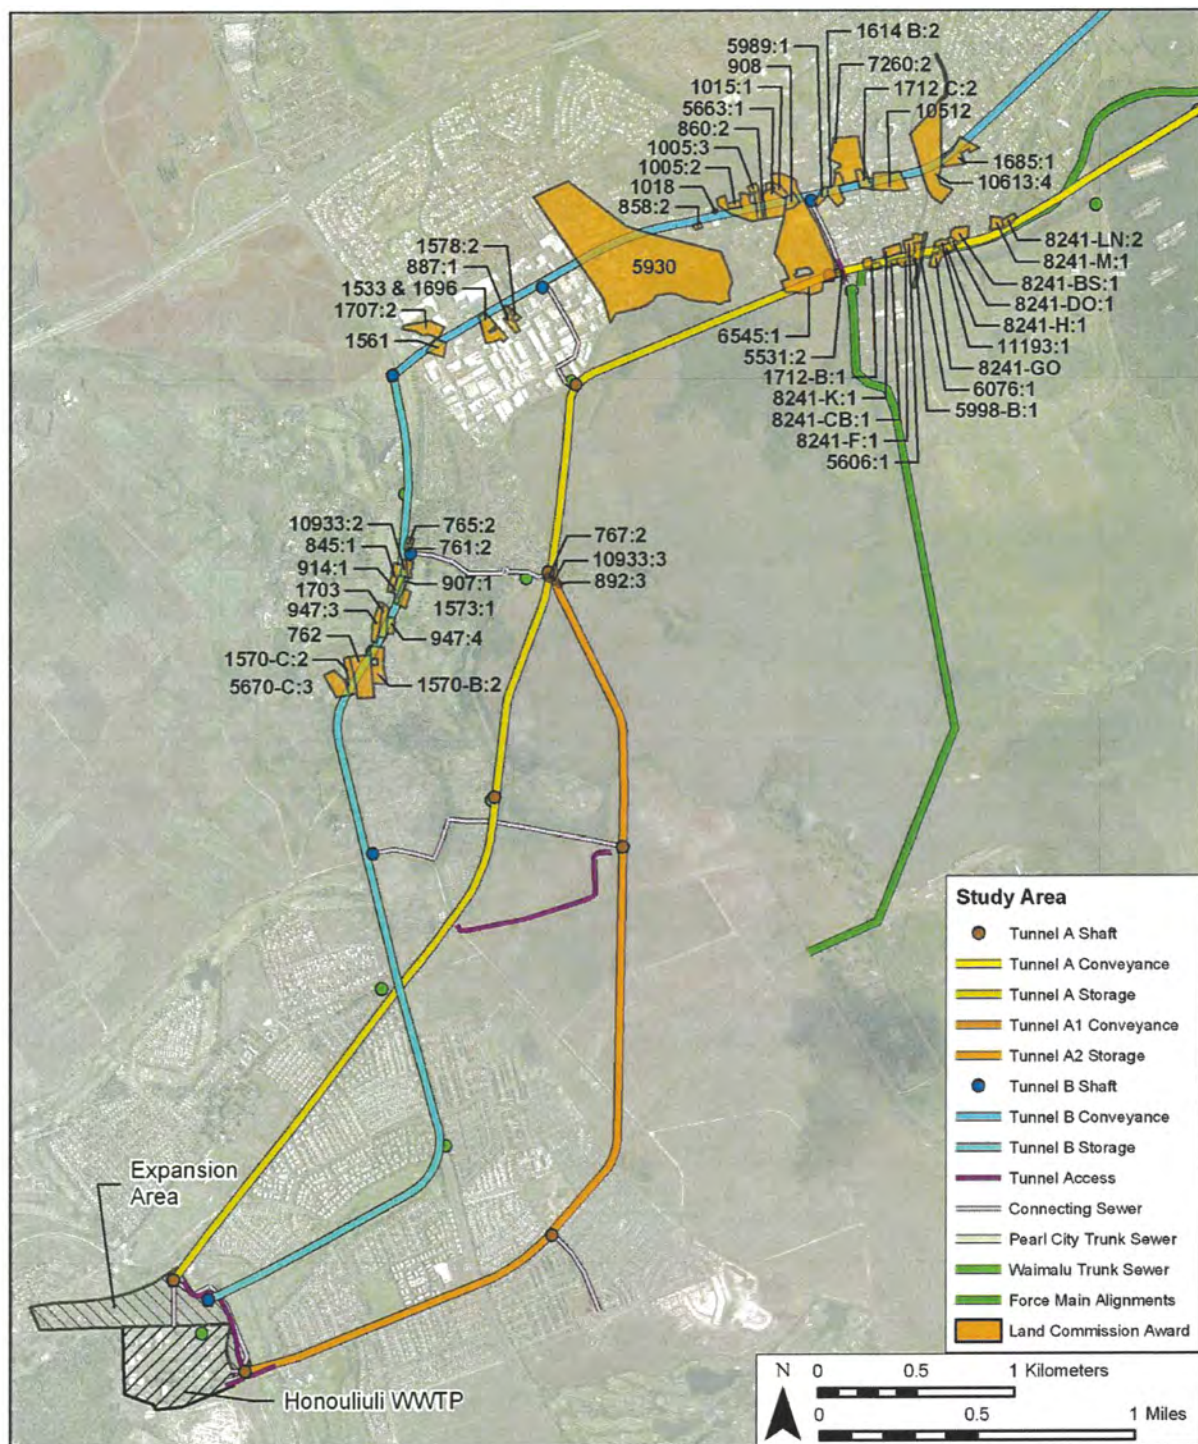 1614 B:2
5989:1
908
7260:2
1015:1
1712 C:2
5663:1
10512
860:2
1005:3
1005:2
1685:1
1018
10613:4
858:2
8241-LN:2
1578:2
8241-M:1
887:1
5930
8241-BS:1
1533 & 1696
8241-DO:1
1707:2
8241-H:1
1561
6545:1
11193:1
5531:2
8241-GO
1712-B:1
6076:1
8241-K:1
5998-B:1
8241-CB:1
8241-F:1
5606:1
10933:2
765:2
767:2
845:1
761:2
10933:3
914:1
907:1
892:3
1703
1573:1
947:3
947:4
762
1570-C:2
1570-B:2
5670-C:3
Study Area
Tunnel A Shaft
Tunnel A Conveyance
Tunnel A Storage
Tunnel A1 Conveyance
Tunnel A2 Storage
Tunnel B Shaft
Tunnel B Conveyance
Tunnel B Storage
Tunnel Access
Connecting Sewer
Pearl City Trunk Sewer
Waimalu Trunk Sewer
Force Main Alignments
Land Commission Award
Expansion
Area
Honouliuli WWTP
N
0 0.5 1 Kilometers
0 0.5 1 Miles